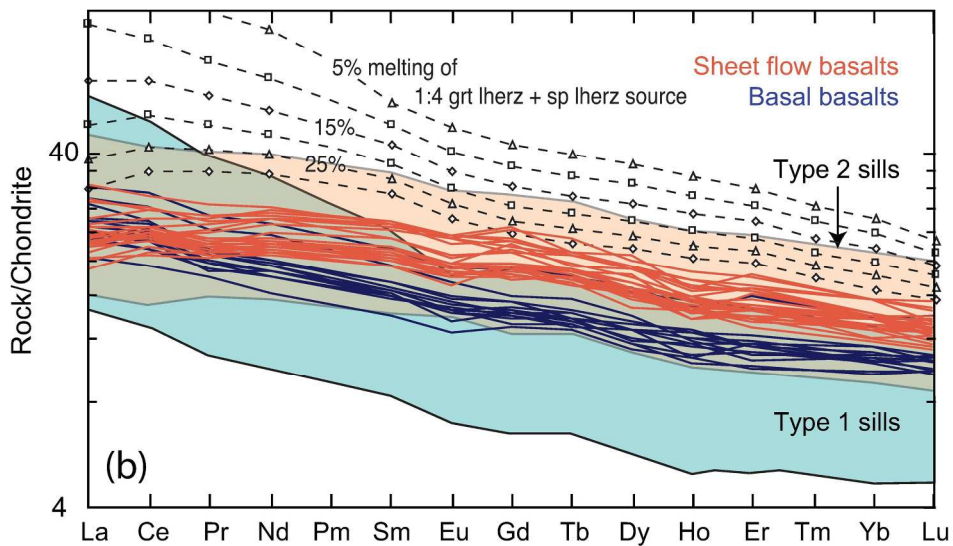 Sheet flow basalts
Basal basalts
5% melting of
1:4 grt lherz + sp lherz source
15%
25%
Type 2 sills
Type 1 sills
40
4
Rock/Chondrite
(b)
La Ce Pr Nd Pm Sm Eu Gd Tb Dy Ho Er Tm Yb Lu